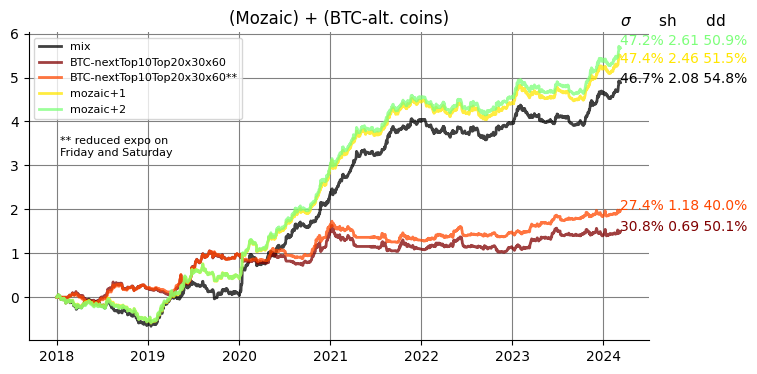 (Mozaic) + (BTC-alt. coins)
σ sh dd
47.2% 2.61 50.9%
47.4% 2.46 51.5%
46.7% 2.08 54.8%
27.4% 1.18 40.0%
30.8% 0.69 50.1%
mix
BTC-nextTop10Top20x30x60
BTC-nextTop10Top20x30x60**
mozaic+1
mozaic+2
** reduced expo on
Friday and Saturday
6
5
4
3
2
1
0
2018 2019 2020 2021 2022 2023 2024